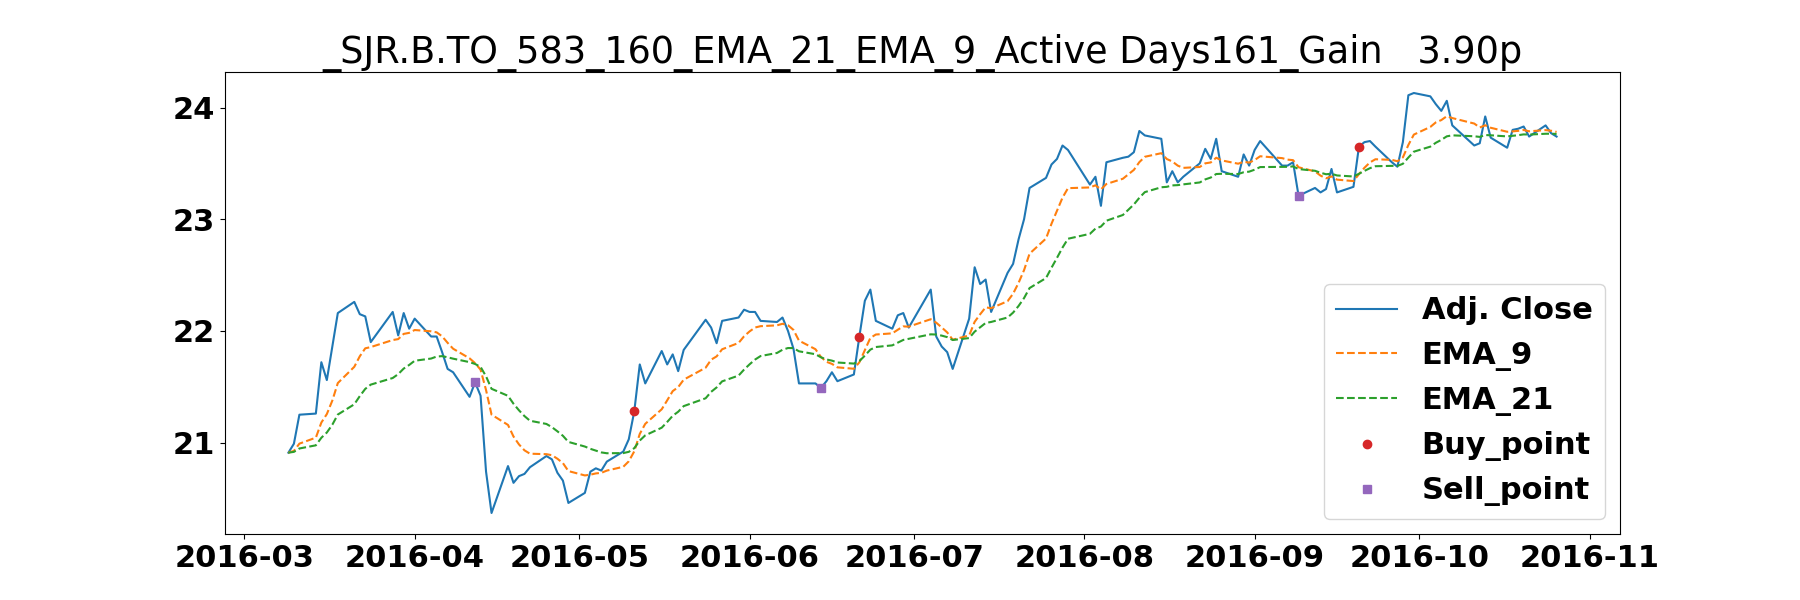 _SJR.B.TO_583_160_EMA_21_EMA_9_Active Days161_Gain   3.90p
24
23
22
21
Adj. Close
EMA_9
EMA_21
Buy_point
Sell_point
2016-03 2016-04 2016-05 2016-06 2016-07 2016-08 2016-09 2016-10 2016-11